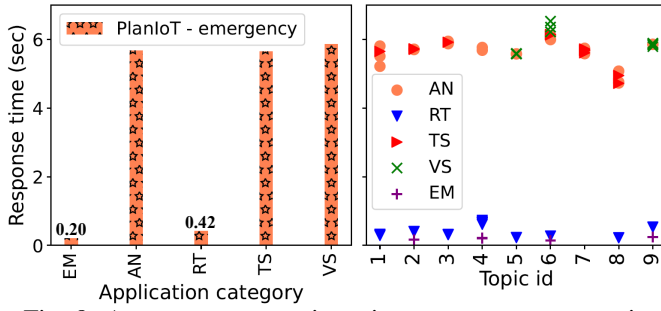 Response time (sec)
6
4
2
0
PlanIoT - emergency
0.20
0.42
EM
AN
RT
TS
VS
Application category
AN
RT
TS
VS
EM
1
2
3
4
5
6
7
8
9
Topic id